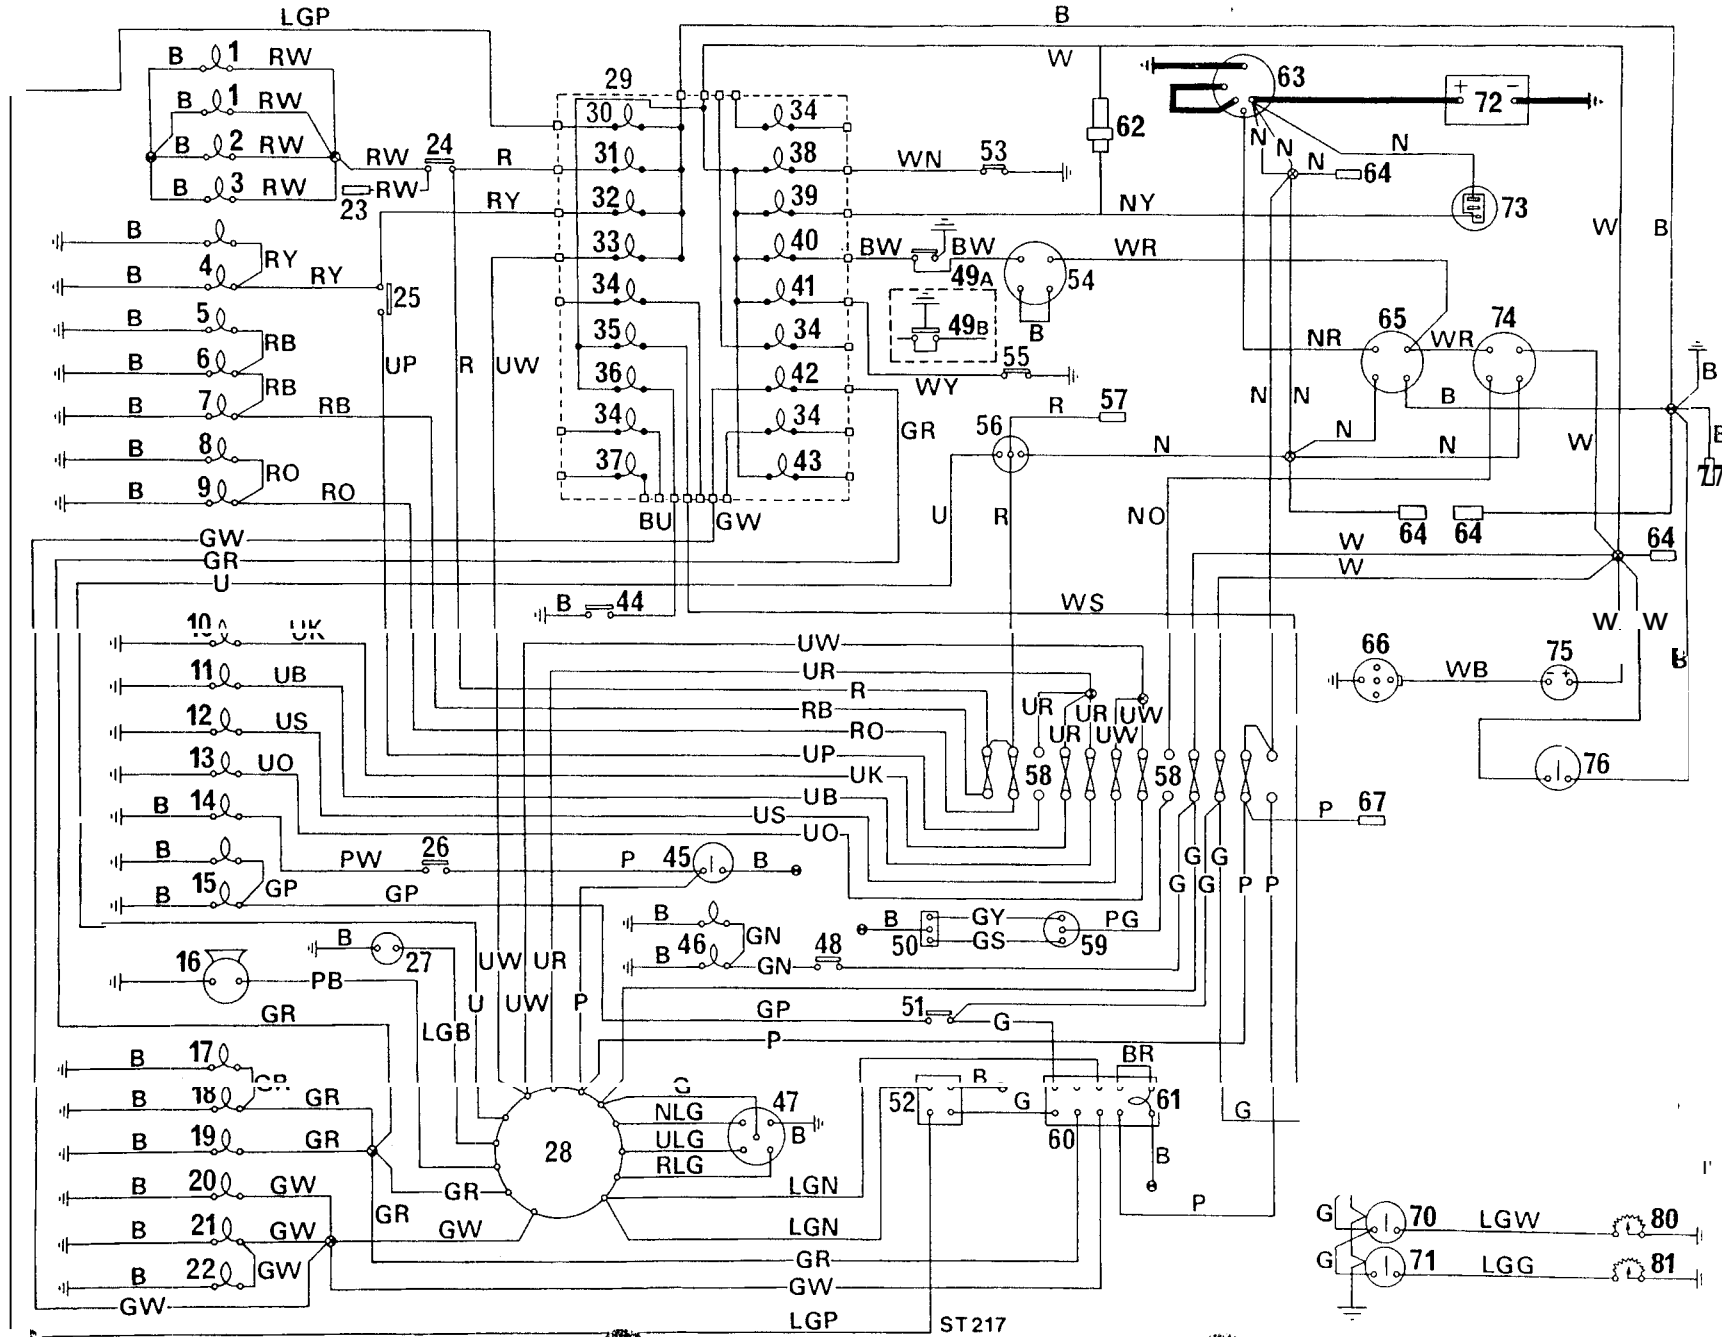 LGP B
B 1 RW
W
63
29
+ 72 -
B 1 RW
30 34
62
B 2 RW
24
N N N
RW R
31 38 WN 53
N 64
B 3 RW
RW
23
32 39 NY
73
RY
B RY
33 40 BW BW WR
W B
B 4 RY
25
34 41 49A 54
B 5 RB
49B B
65 74
35 34
NR WR
B 6 RB
UP R UW
36 42 WY 55
B
B 7 RB
R 57
N N B
34 34 GR 56
W
B 8 RO
N N N
37 43
B
77
B 9 RO
BU GW
U R NO
64 64
GW
GR
W 64
W
U
B 44 WS
W W
10 UK
UW
66 75
B
11 UB
UR
WB
R
UR UR UW
12 US
RB
RO
UR UW
13 UO
UP
58 58
76
UK
B 14
UB
P 67
US
UO
B
PW 26 P 45 B
G G
B 15 GP
GP
G G P P
B
B GY PG
50 GS 59
16
B 27
UW UR
B 46 GN
GN 48
PB
U UW P
GR
LGB
GP 51 G
P
B 17
GR
BR
B 18 GR
G
52 B
47
G 61
G
NLG
B 19 GR
28 ULG B
60
B
RLG
B 20 GW
GR LGN
P
GR
B 21 GW GW
LGN
G 70 LGW 80
GW
GR
B 22
G 71 LGG 81
GW
GW
LGP ST 217